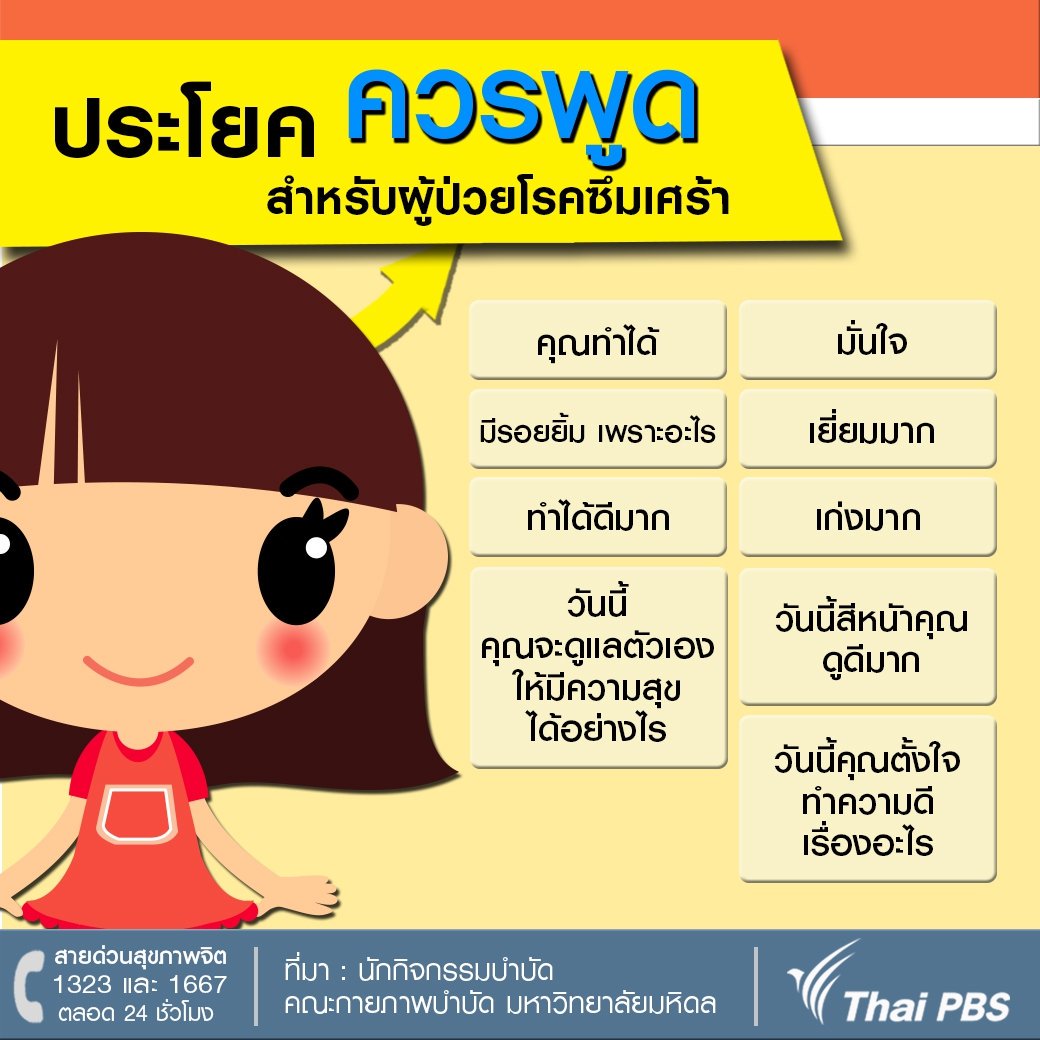 ประโยค ควรพูด
สำหรับผู้ป่วยโรคซึมเศร้า
คุณทำได้
มั่นใจ
มีรอยยิ้ม เพราะอะไร
เยี่ยมมาก
ทำได้ดีมาก
เก่งมาก
วันนี้
คุณจะดูแลตัวเอง
ให้มีความสุข
ได้อย่างไร
วันนี้สีหน้าคุณ
ดูดีมาก
วันนี้คุณตั้งใจ
ทำความดี
เรื่องอะไร
สายด่วนสุขภาพจิต
1323 และ 1667
ตลอด 24 ชั่วโมง
ที่มา : นักกิจกรรมบำบัด
คณะกายภาพบำบัด มหาวิทยาลัยมหิดล
Thai PBS